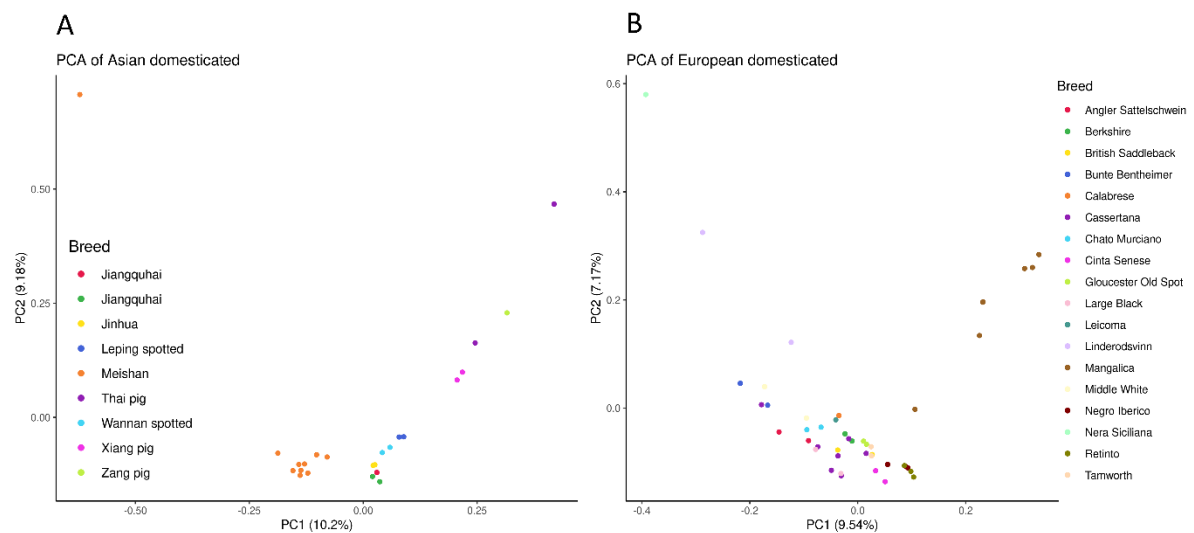 A
PCA of Asian domesticated
PC2 (9.18%)
0.50
0.25
0.00
-0.50
-0.25
0.00
0.25
PC1 (10.2%)
Breed
Jiangquhai
Jiangquhai
Jinhua
Leping spotted
Meishan
Thai pig
Wannan spotted
Xiang pig
Zang pig
B
PCA of European domesticated
PC2 (7.17%)
0.6
0.4
0.2
0.0
-0.4
-0.2
0.0
0.2
PC1 (9.54%)
Breed
Angler Sattelschwein
Berkshire
British Saddleback
Bunte Bentheimer
Calabrese
Cassertana
Chato Murciano
Cinta Senese
Gloucester Old Spot
Large Black
Leicoma
Linderodsvinn
Mangalica
Middle White
Negro Iberico
Nera Siciliana
Retinto
Tamworth